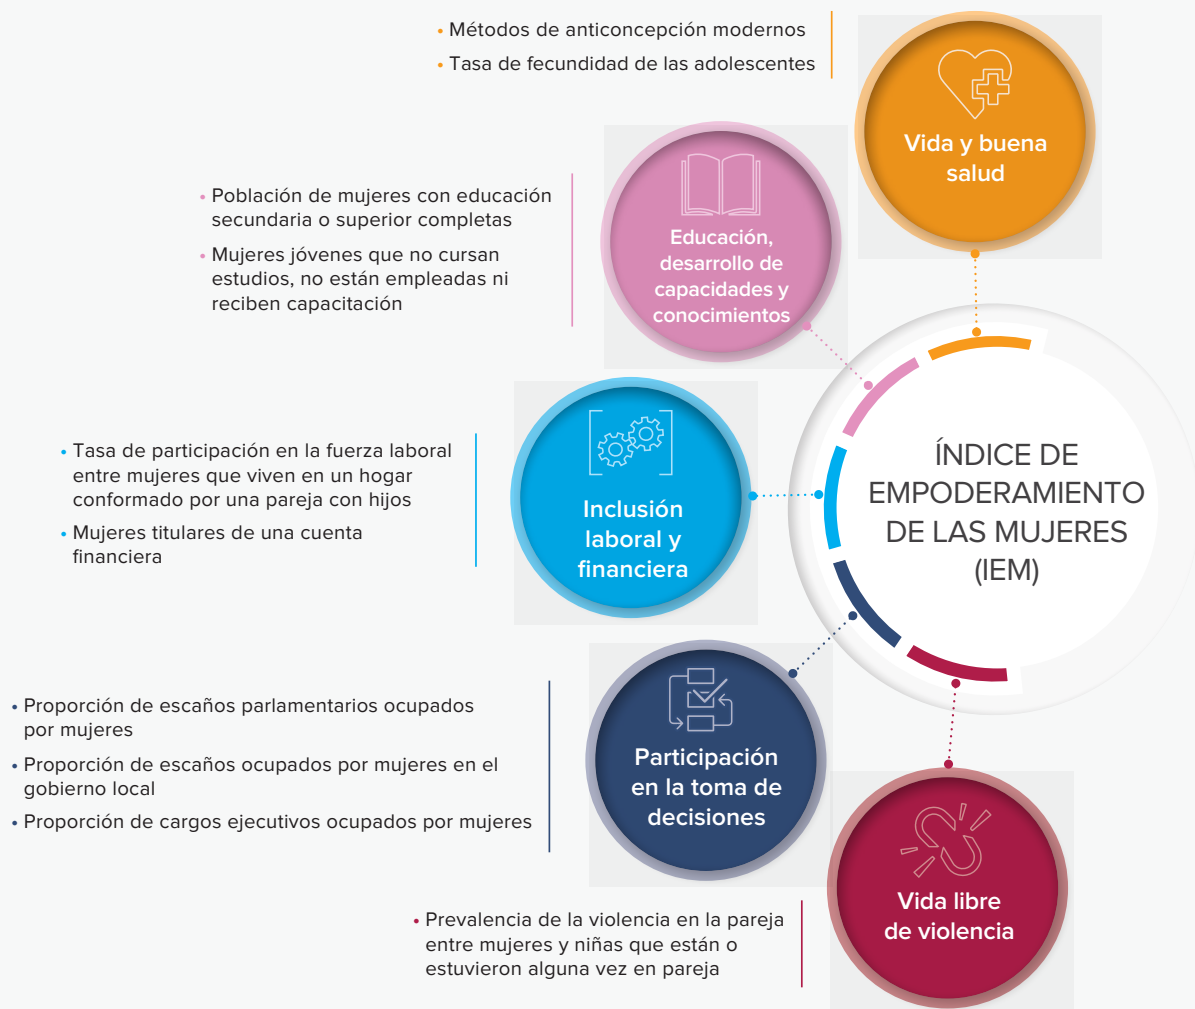 • Métodos de anticoncepción modernos
• Tasa de fecundidad de las adolescentes
Vida y buena
salud
• Población de mujeres con educación
secundaria o superior completas
• Mujeres jóvenes que no cursan
estudios, no están empleadas ni
reciben capacitación
Educación,
desarrollo de
capacidades y
conocimientos
• Tasa de participación en la fuerza laboral
entre mujeres que viven en un hogar
conformado por una pareja con hijos
• Mujeres titulares de una cuenta
financiera
Inclusión
laboral y
financiera
ÍNDICE DE
EMPODERAMIENTO
DE LAS MUJERES
(IEM)
• Proporción de escaños parlamentarios ocupados
por mujeres
• Proporción de escaños ocupados por mujeres en el
gobierno local
• Proporción de cargos ejecutivos ocupados por mujeres
Participación
en la toma de
decisiones
• Prevalencia de la violencia en la pareja
entre mujeres y niñas que están o
estuvieron alguna vez en pareja
Vida libre
de violencia